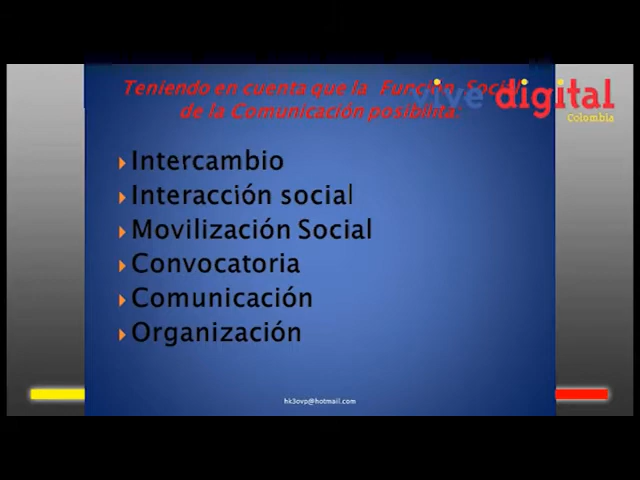 Teniendo en cuenta que la Función Social
de la Comunicación posibilita:
ive digital
Colombia
Intercambio
Interacción social
Movilización Social
Convocatoria
Comunicación
Organización
hk3ovp@hotmail.com